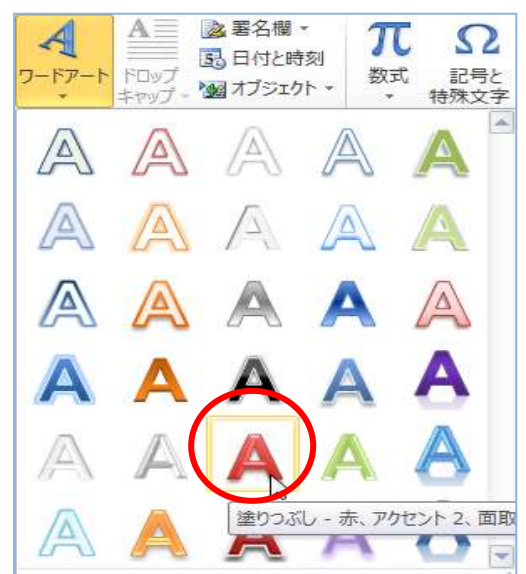 ワードアート
ドロップ
キャップ
署名欄
日付と時刻
オブジェクト
π
数式
Ω
記号と
特殊文字
A A A A A
A A A A A
A A A A A
A A A A A
A A A A A
塗りつぶし - 赤、アクセント 2、面取
A A A A A